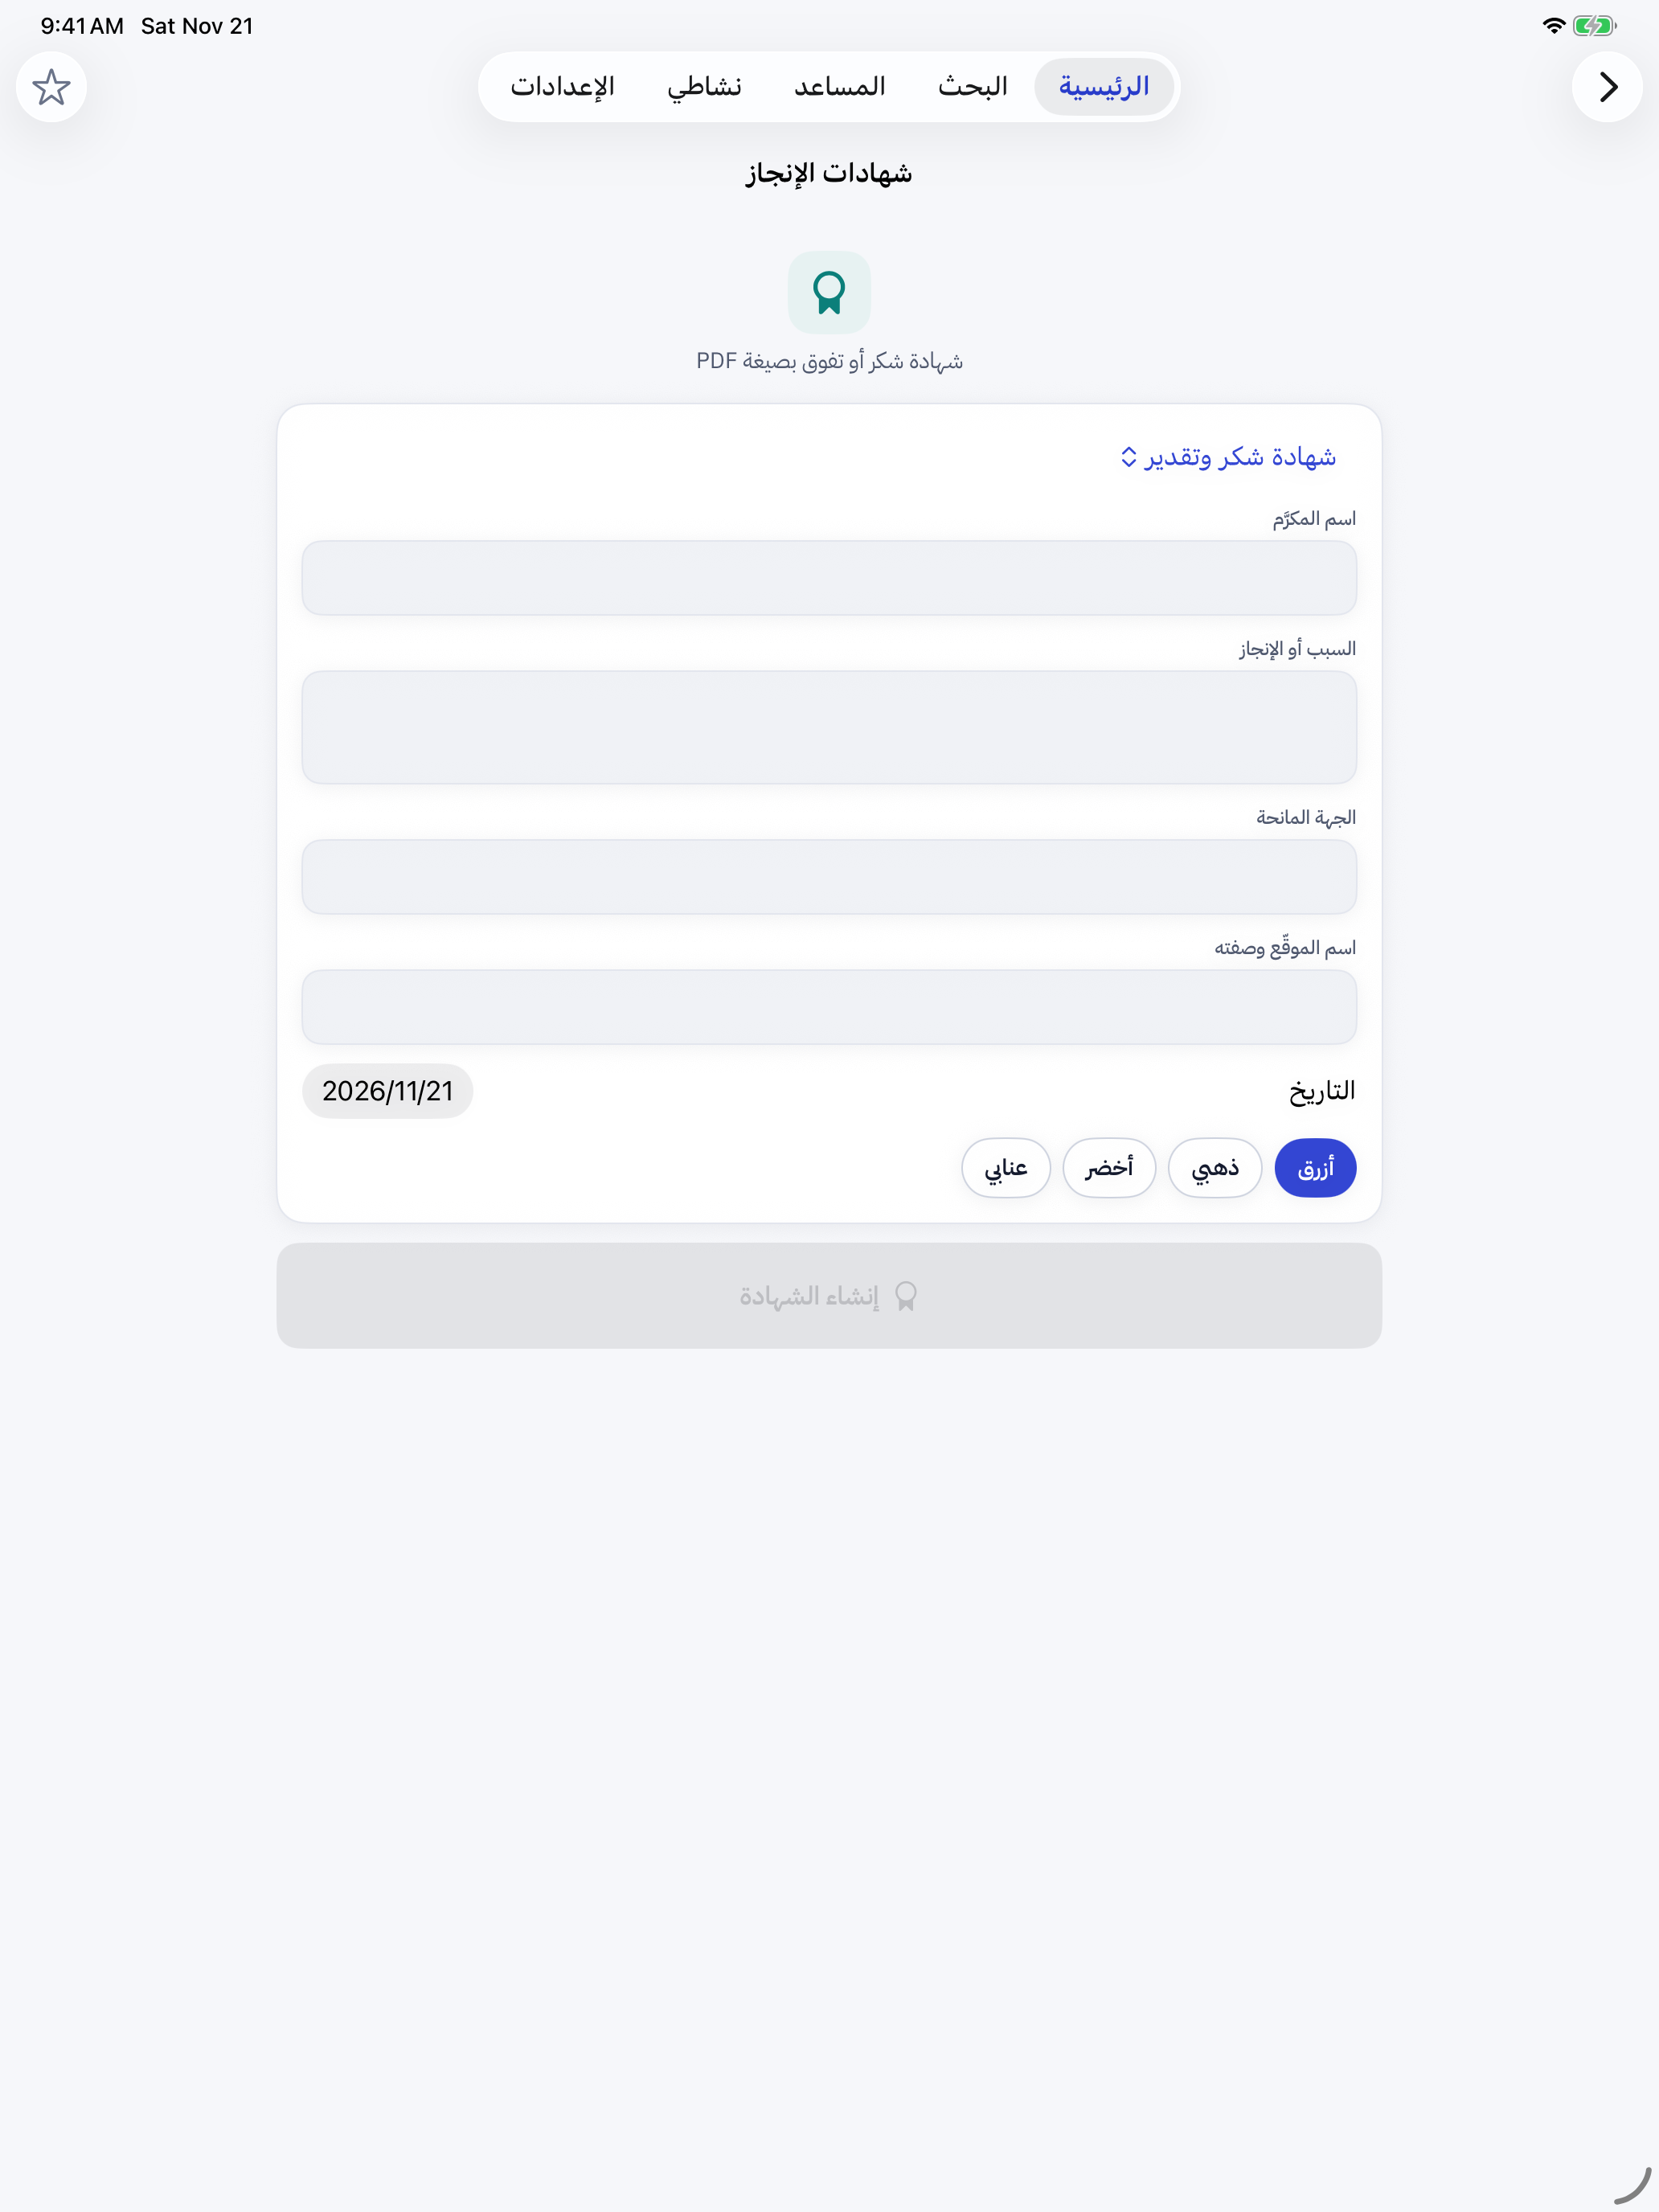 9:41 AM Sat Nov 21
الرئيسية البحث المساعد نشاطي الإعدادات
شهادات الإنجاز
شهادة شكر أو تفوق بصيغة PDF
شهادة شكر وتقدير
اسم المكرَّم
السبب أو الإنجاز
الجهة المانحة
اسم الموقّع وصفته
التاريخ 2026/11/21
أزرق ذهبي أخضر عنابي
إنشاء الشهادة